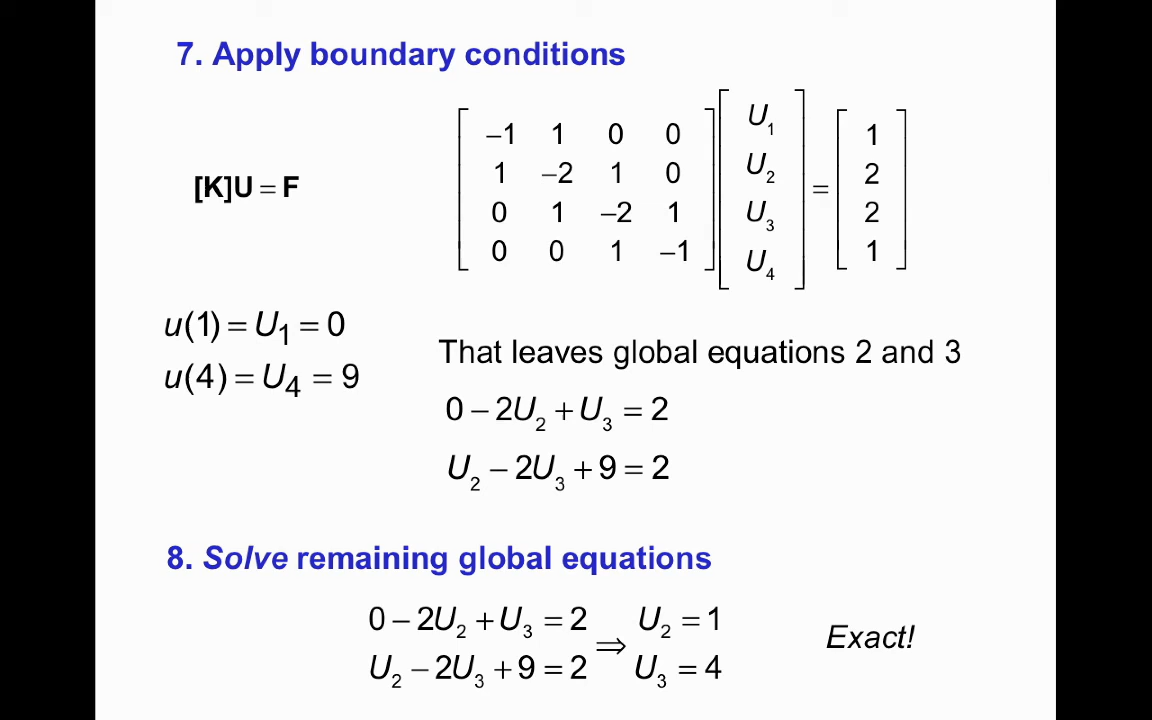 7. Apply boundary conditions
[K]U = F
−1 1 0 0
1 −2 1 0
0 1 −2 1
0 0 1 −1
U₁
U₂
U₃
U₄
=
1
2
2
1
u(1) = U₁ = 0
u(4) = U₄ = 9
That leaves global equations 2 and 3
0 − 2U₂ + U₃ = 2
U₂ − 2U₃ + 9 = 2
8. Solve remaining global equations
0 − 2U₂ + U₃ = 2
U₂ − 2U₃ + 9 = 2
⇒
U₂ = 1
U₃ = 4
Exact!